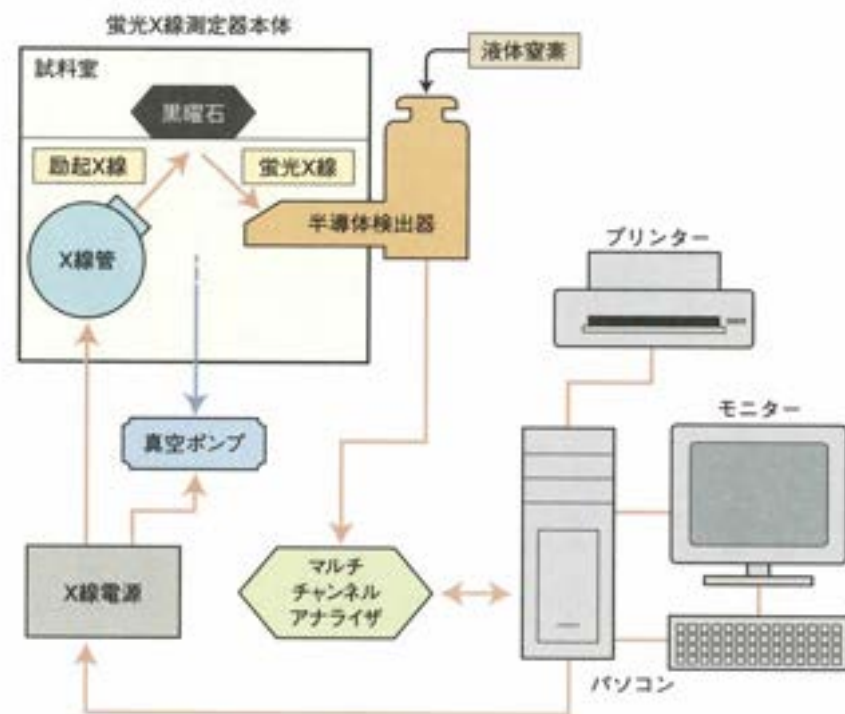 蛍光X線測定器本体
液体窒素
試料室
黒曜石
励起X線
蛍光X線
半導体検出器
X線管
プリンター
モニター
真空ポンプ
X線電源
マルチ
チャンネル
アナライザ
パソコン